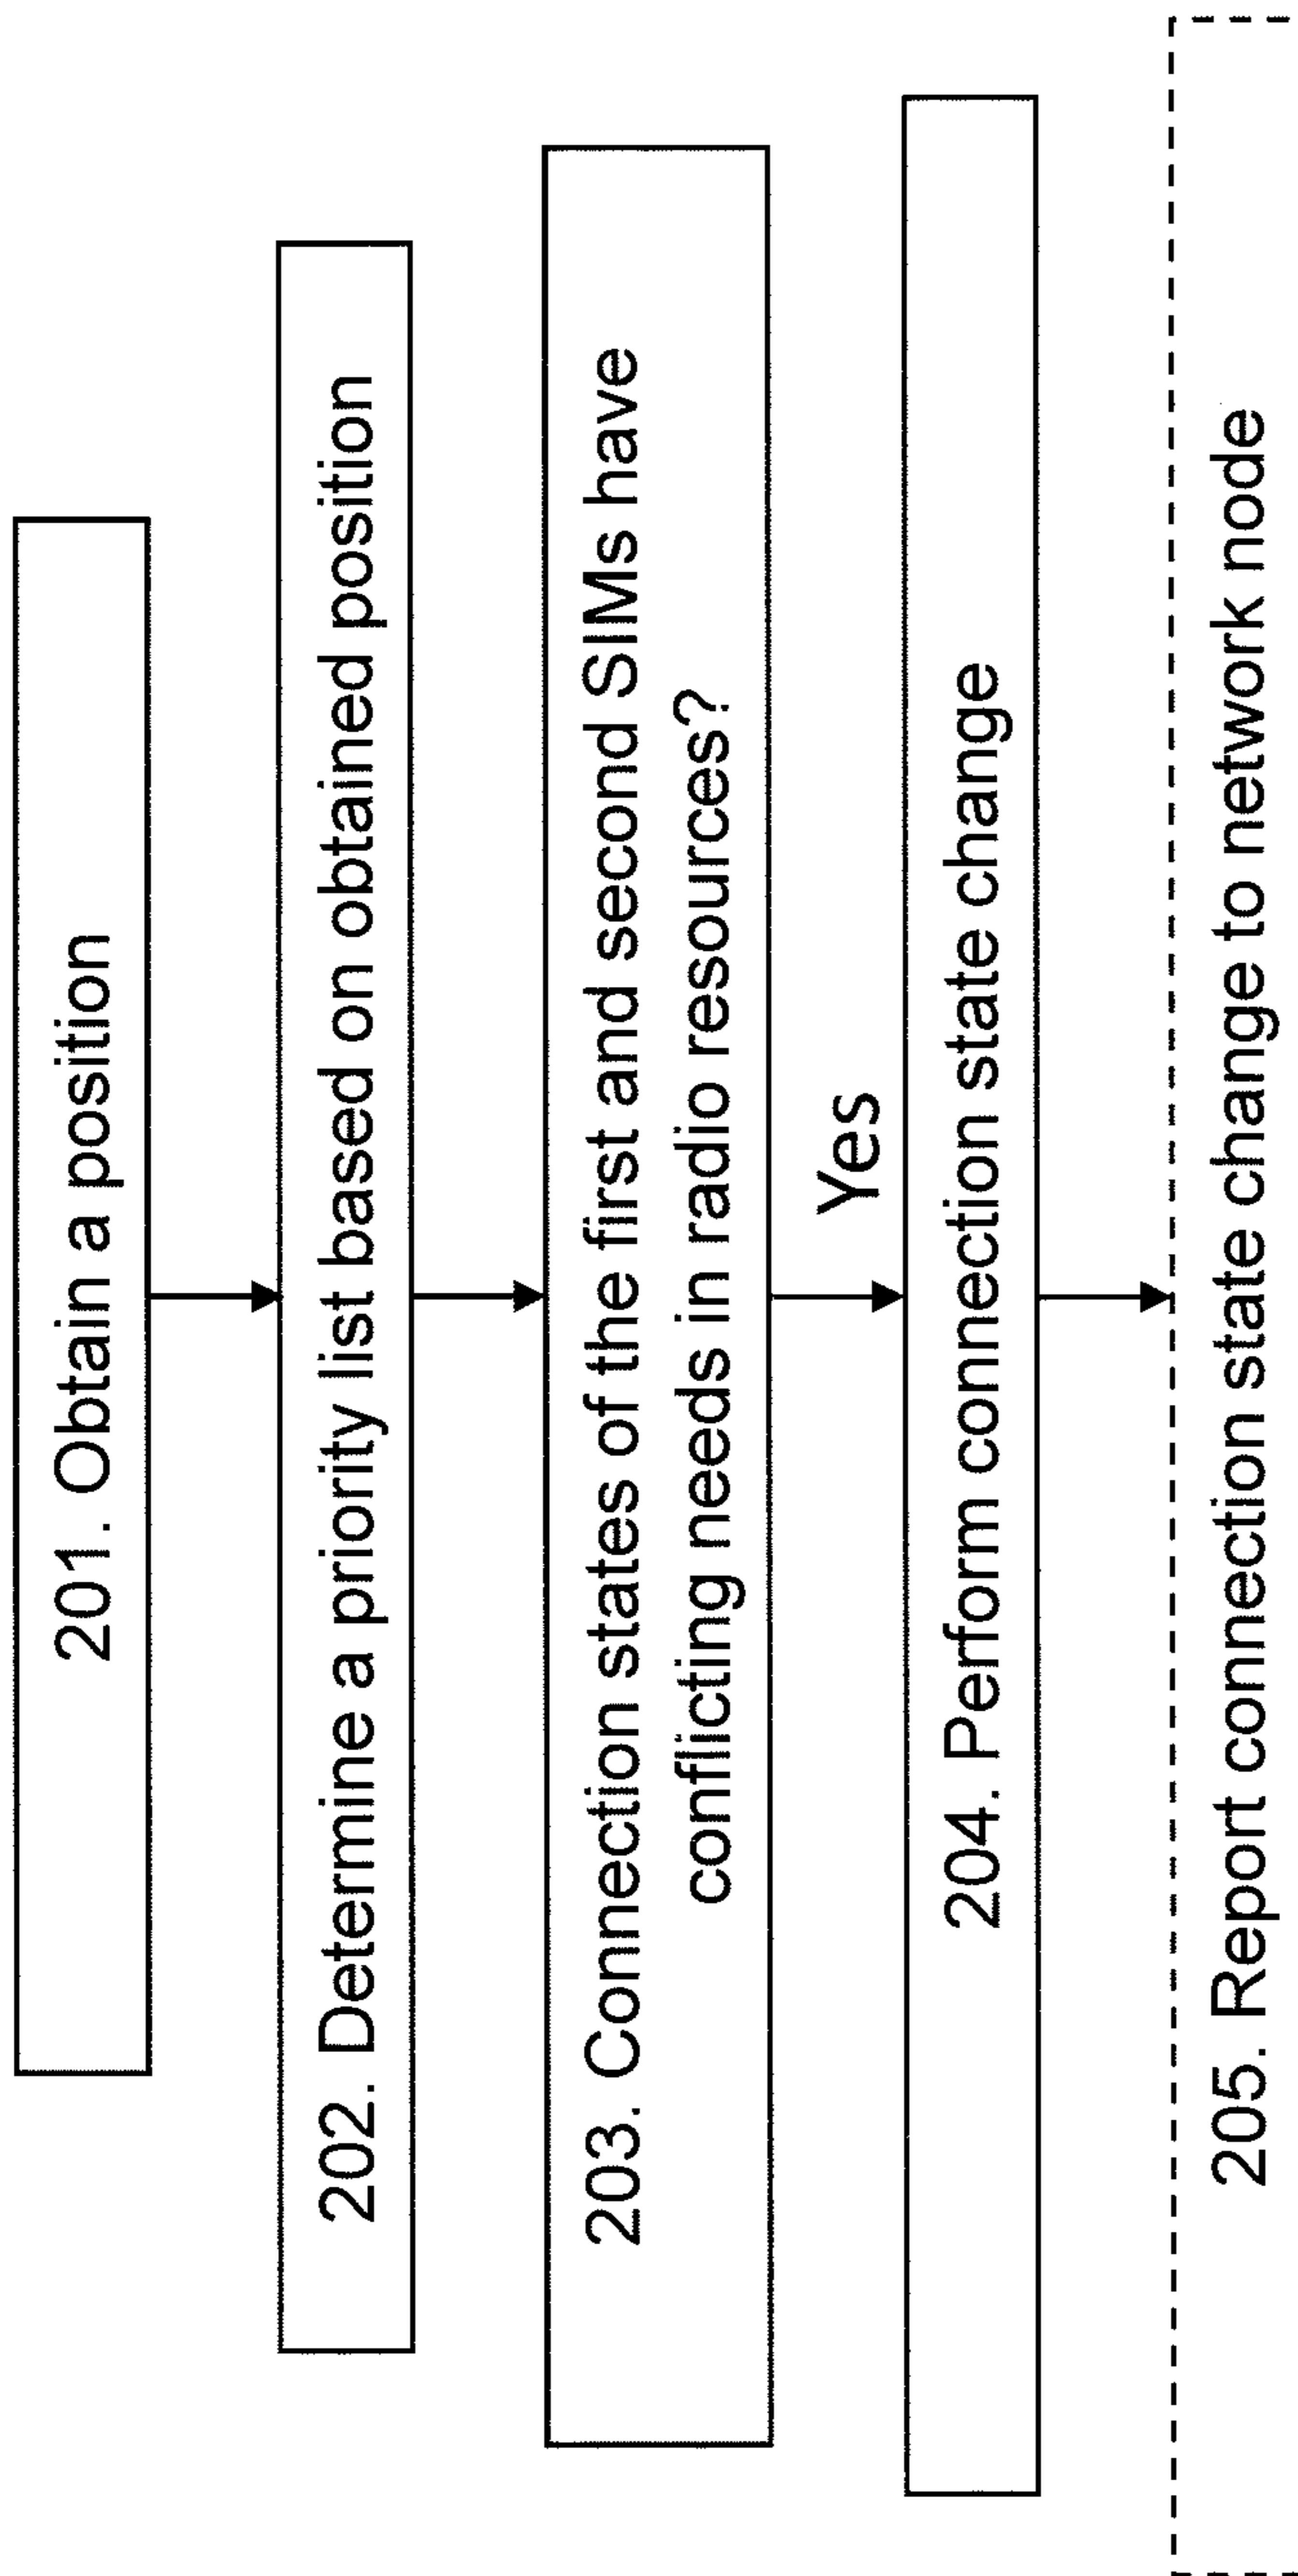 201. Obtain a position
202. Determine a priority list based on obtained position
203. Connection states of the first and second SIMs have
conflicting needs in radio resources?
Yes
204. Perform connection state change
205. Report connection state change to network node